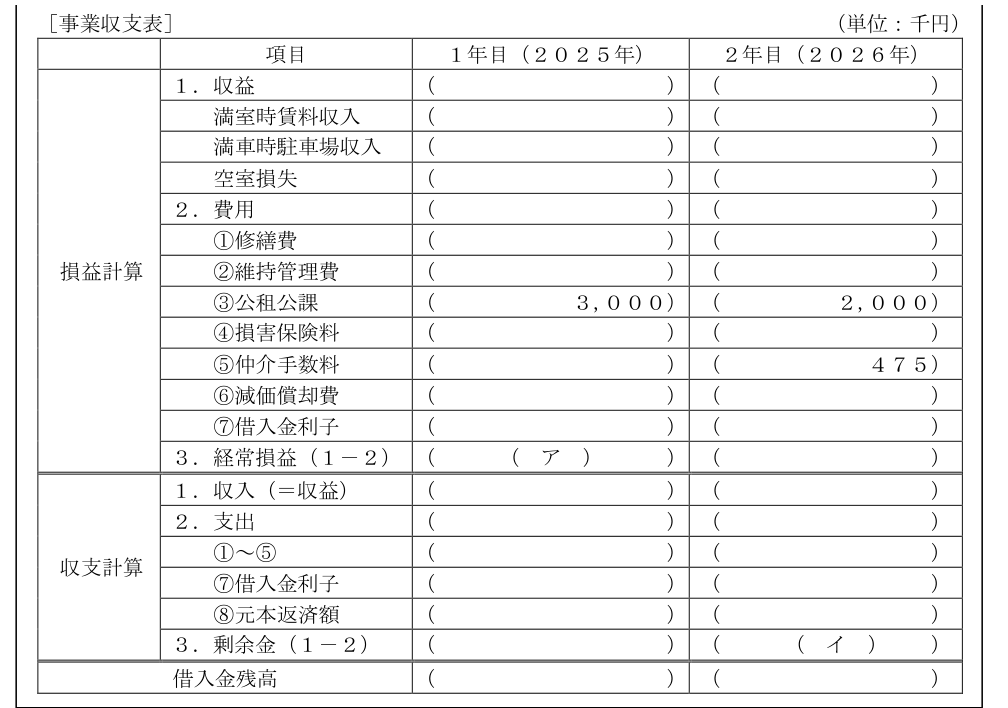 ［事業収支表］ （単位：千円）
項目 １年目（２０２５年） ２年目（２０２６年）
１．収益 （ ） （ ）
満室時賃料収入 （ ） （ ）
満車時駐車場収入 （ ） （ ）
空室損失 （ ） （ ）
２．費用 （ ） （ ）
①修繕費 （ ） （ ）
損益計算 ②維持管理費 （ ） （ ）
③公租公課 （ ３,０００） （ ２,０００）
④損害保険料 （ ） （ ）
⑤仲介手数料 （ ） （ ４７５）
⑥減価償却費 （ ） （ ）
⑦借入金利子 （ ） （ ）
３．経常損益（１－２） （ （ ア ） ） （ ）
１．収入（＝収益） （ ） （ ）
２．支出 （ ） （ ）
①～⑤ （ ） （ ）
収支計算 ⑦借入金利子 （ ） （ ）
⑧元本返済額 （ ） （ ）
３．剰余金（１－２） （ ） （ （ イ ） ）
借入金残高 （ ） （ ）